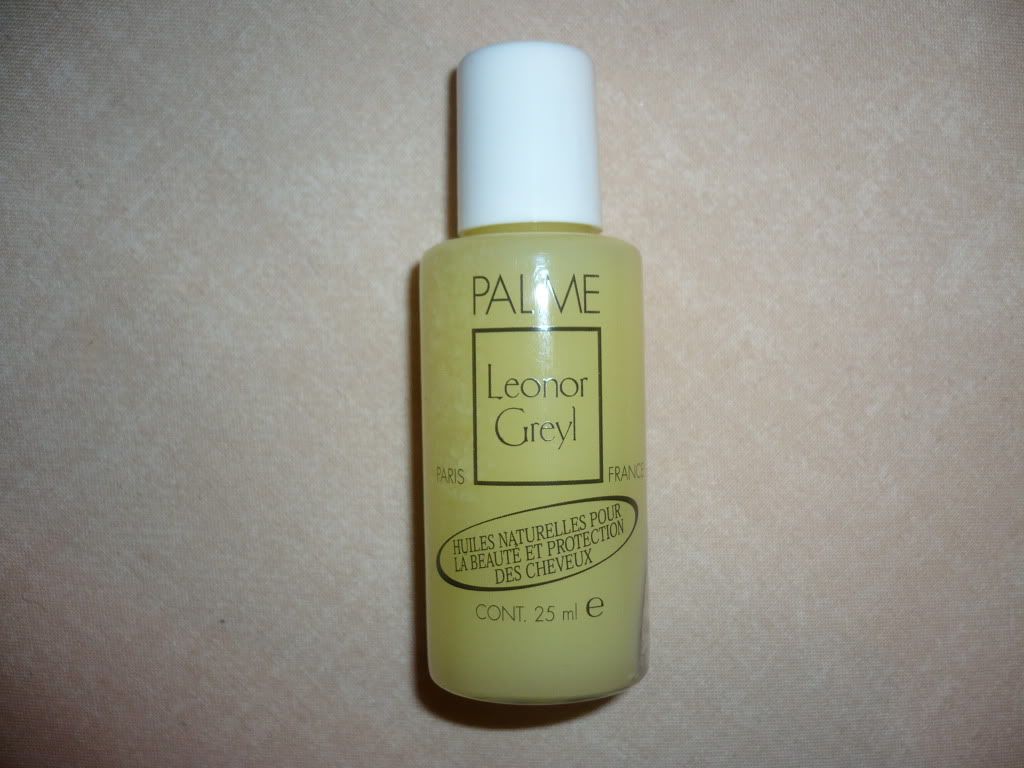 PALME
Leonor
Greyl
PARIS FRANCE
HUILES NATURELLES POUR
LA BEAUTÉ ET PROTECTION
DES CHEVEUX
CONT. 25 ml e